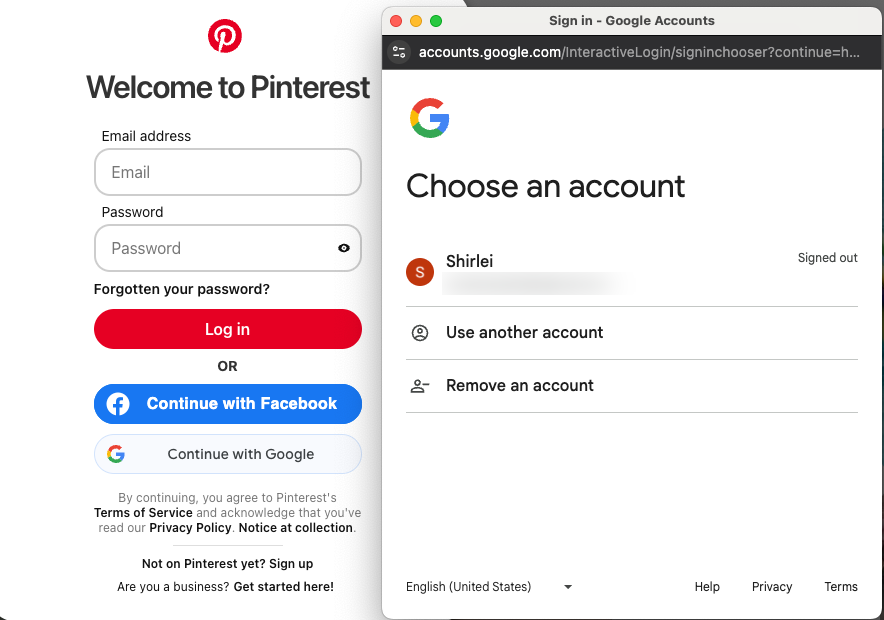 Welcome to Pinterest
Email address
Email
Password
Password
Forgotten your password?
Log in
OR
Continue with Facebook
Continue with Google
By continuing, you agree to Pinterest's
Terms of Service and acknowledge that you've
read our Privacy Policy. Notice at collection.
Not on Pinterest yet? Sign up
Are you a business? Get started here!
Sign in - Google Accounts
accounts.google.com/InteractiveLogin/signinchooser?continue=h...
Choose an account
S
Shirlei
Signed out
Use another account
Remove an account
English (United States)
Help Privacy Terms